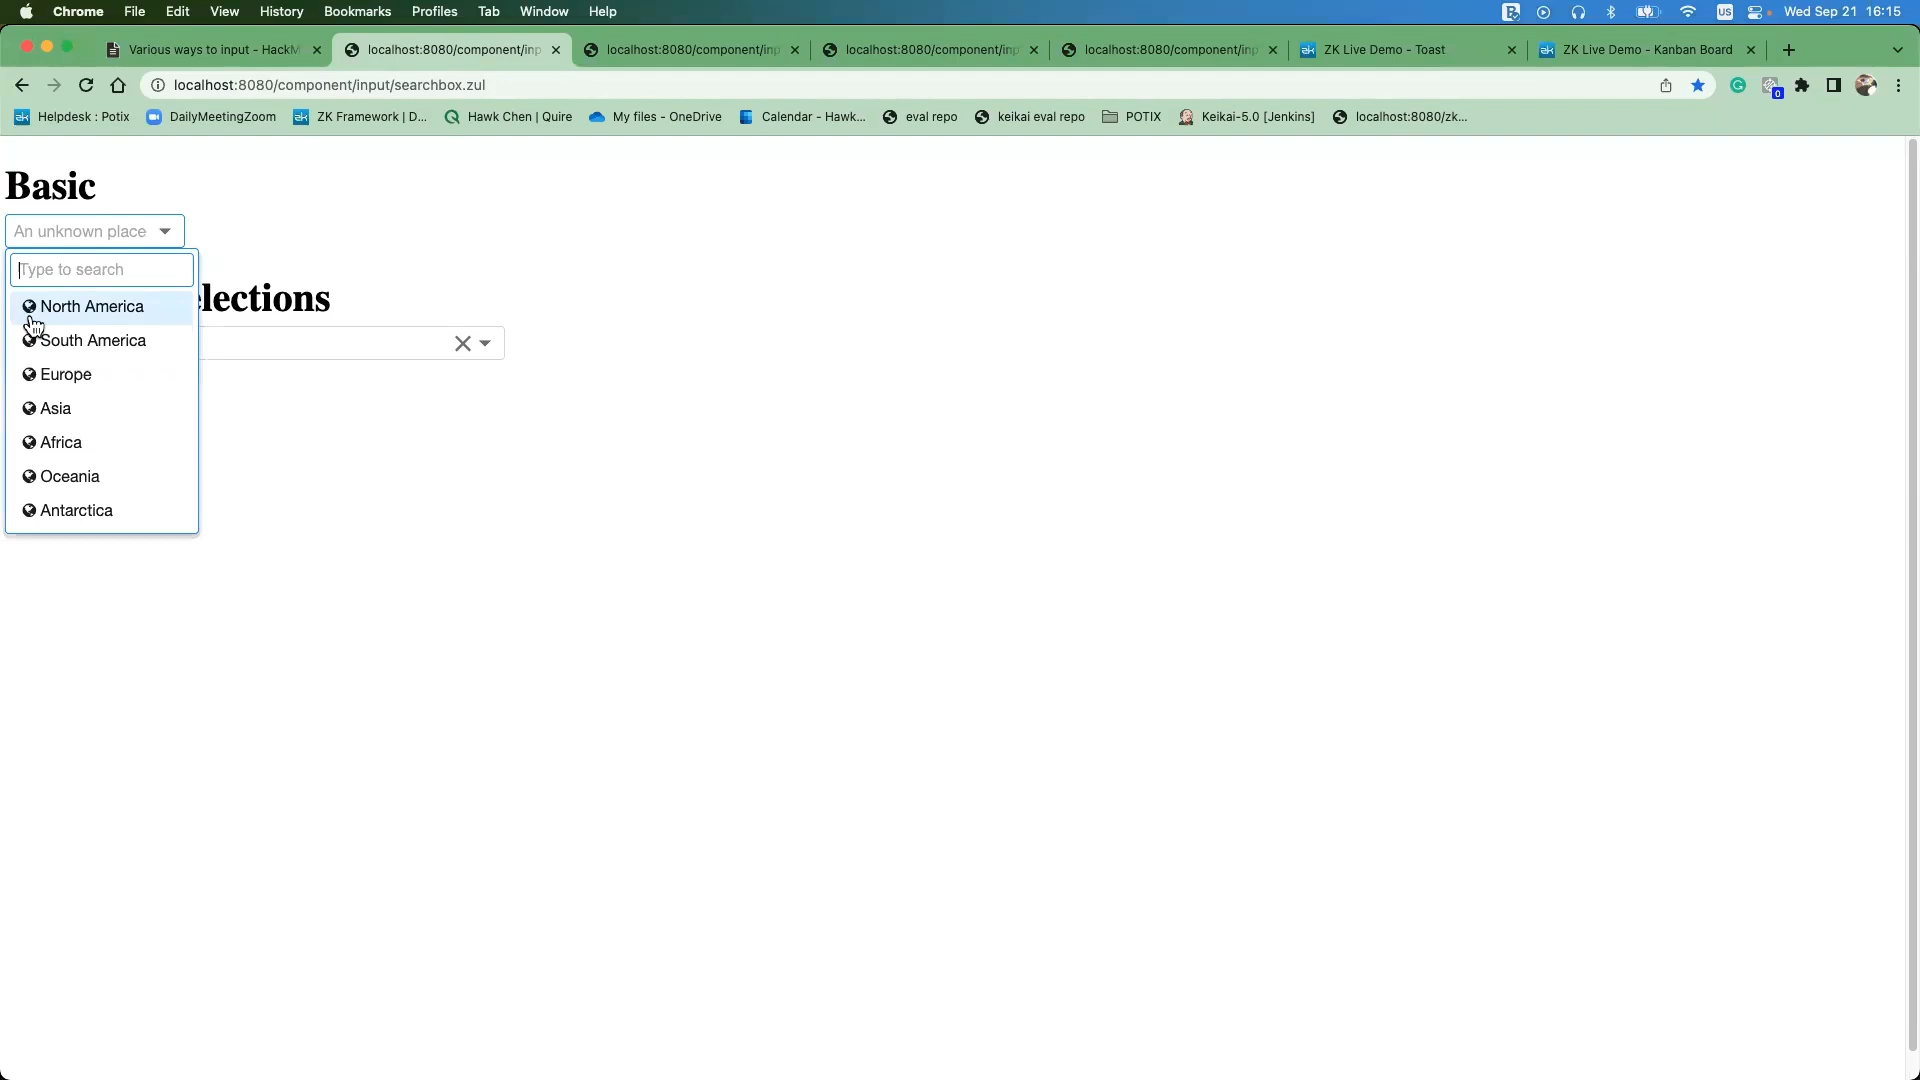 Chrome File Edit View History Bookmarks Profiles Tab Window Help US Wed Sep 21 16:15
Various ways to input - HackM localhost:8080/component/inp localhost:8080/component/inp localhost:8080/component/inp localhost:8080/component/inp ZK Live Demo - Toast ZK Live Demo - Kanban Board
localhost:8080/component/input/searchbox.zul 0
Helpdesk : Potix DailyMeetingZoom ZK Framework | D... Hawk Chen | Quire My files - OneDrive Calendar - Hawk... eval repo keikai eval repo POTIX Keikai-5.0 [Jenkins] localhost:8080/zk...
Basic
An unknown place
Type to search
lections
North America
South America
Europe
Asia
Africa
Oceania
Antarctica